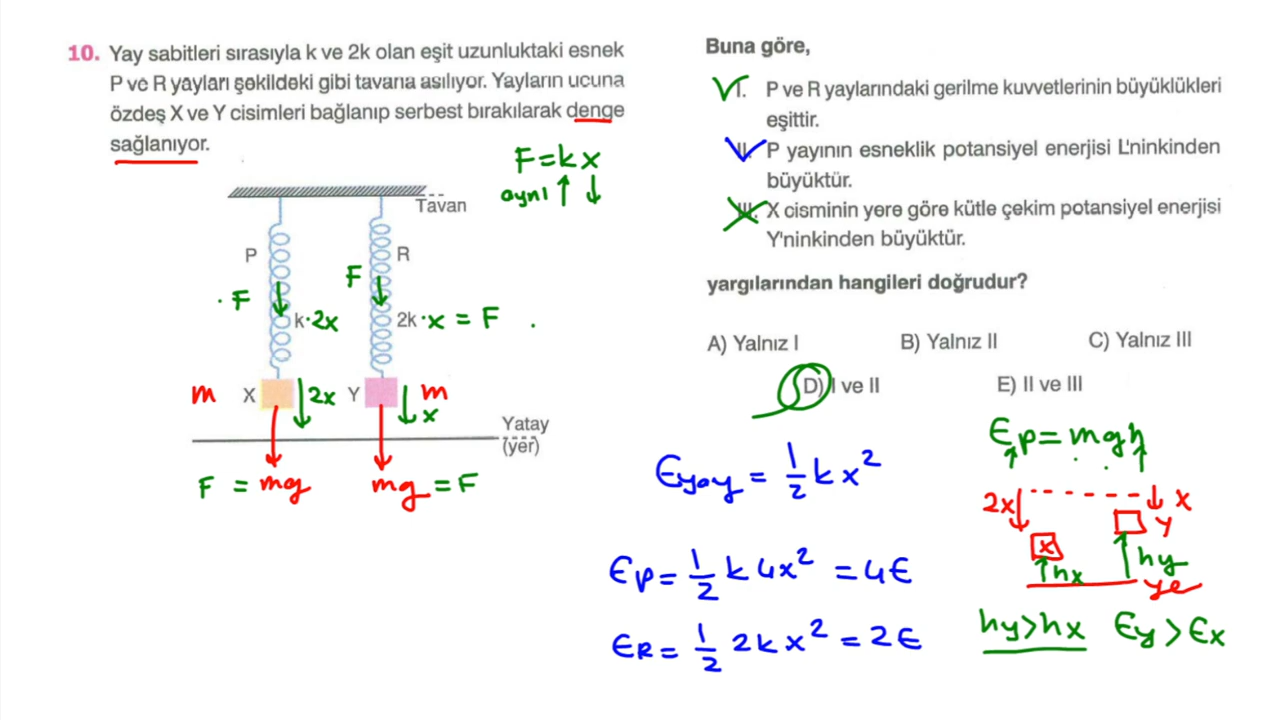 10. Yay sabitleri sırasıyla k ve 2k olan eşit uzunluktaki esnek
P ve R yayları şekildeki gibi tavana asılıyor. Yayların ucuna
özdeş X ve Y cisimleri bağlanıp serbest bırakılarak denge
sağlanıyor.
F=kx
aynı ↑ ↓
Tavan
P
R
F
F
k·2x
2k·x = F
m X 2x Y m
x
Yatay
(yer)
F = mg
mg = F
Buna göre,
I. P ve R yaylarındaki gerilme kuvvetlerinin büyüklükleri
eşittir.
II. P yayının esneklik potansiyel enerjisi L'ninkinden
büyüktür.
III. X cisminin yere göre kütle çekim potansiyel enerjisi
Y'ninkinden büyüktür.
yargılarından hangileri doğrudur?
A) Yalnız I B) Yalnız II C) Yalnız III
D) I ve II E) II ve III
Eyay = 1/2 kx²
Ep = 1/2 k4x² = 4E
ER = 1/2 2kx² = 2E
Ep = mgh
2x x
x y
hx hy
hy>hx Ey>Ex